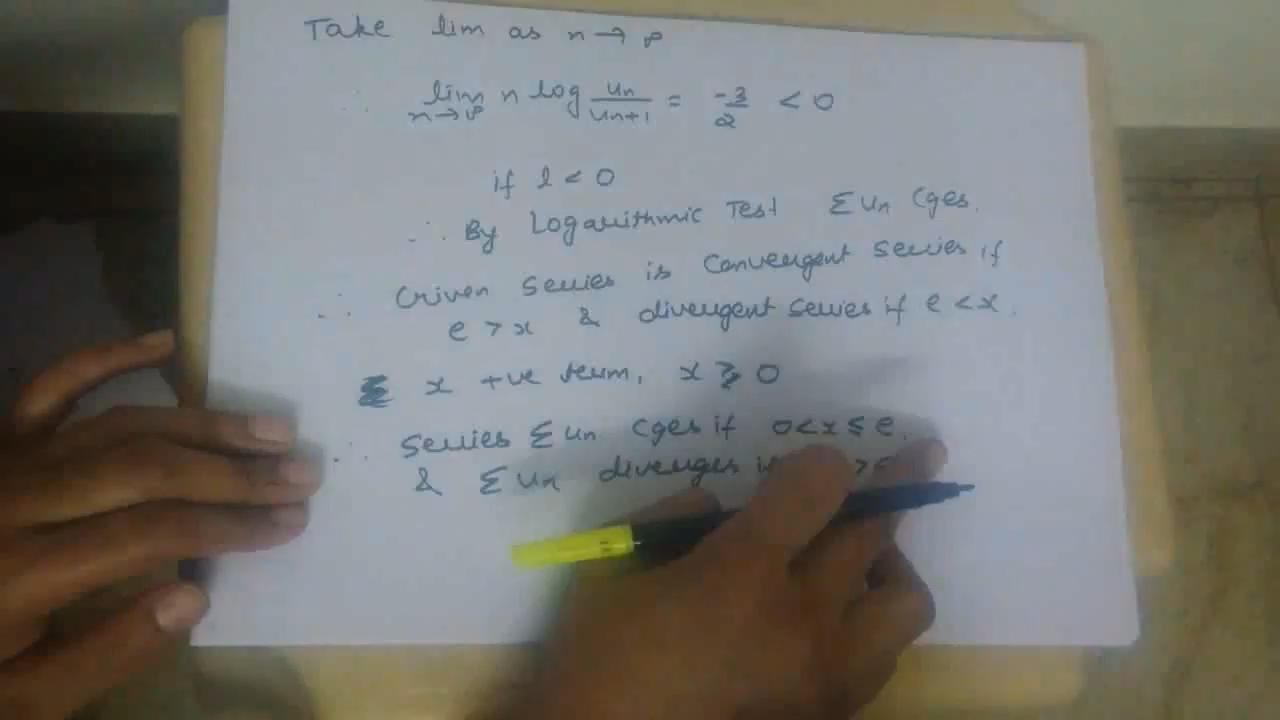 Take lim as n→∞
∴ lim n→∞ n log un/un+1 = -3/2 < 0
if l < 0
∴ By Logarithmic Test Σun Cges.
∴ Given Series is Convergent Series if
e > x & divergent Series if e < x.
x +ve term, x ≥ 0
∴ Series Σun Cges if 0<x≤e.
& Σun diverges